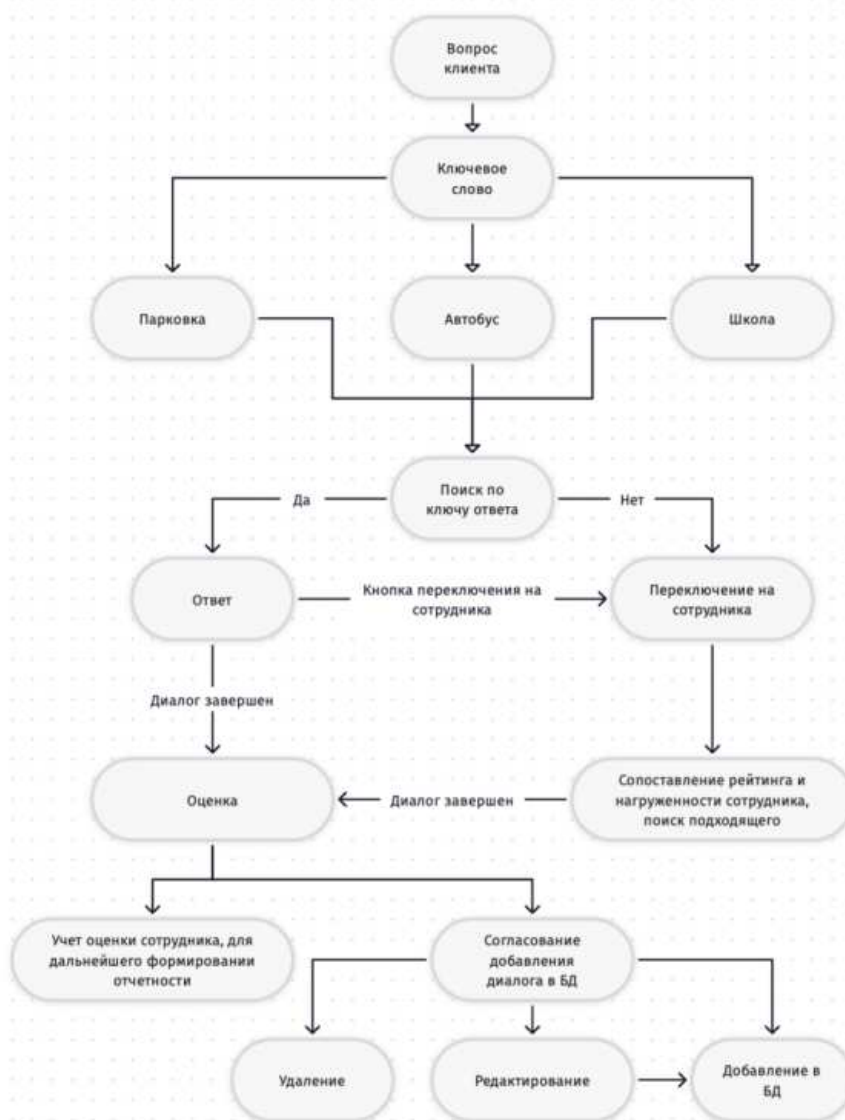 Вопрос
клиента
Ключевое
слово
Парковка
Автобус
Школа
Поиск по
ключу ответа
Да
Нет
Ответ
Кнопка переключения на
сотрудника
Переключение на
сотрудника
Диалог завершен
Оценка
Диалог завершен
Сопоставление рейтинга и
нагруженности сотрудника,
поиск подходящего
Учет оценки сотрудника, для
дальнейшего формировании
отчетности
Согласование
добавления
диалога в БД
Удаление
Редактирование
Добавление в
БД